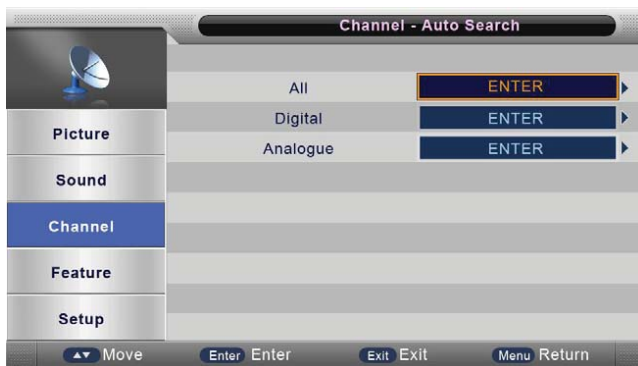 Channel - Auto Search
All ENTER
Digital ENTER
Analogue ENTER
Picture
Sound
Channel
Feature
Setup
Move Enter Enter Exit Exit Menu Return